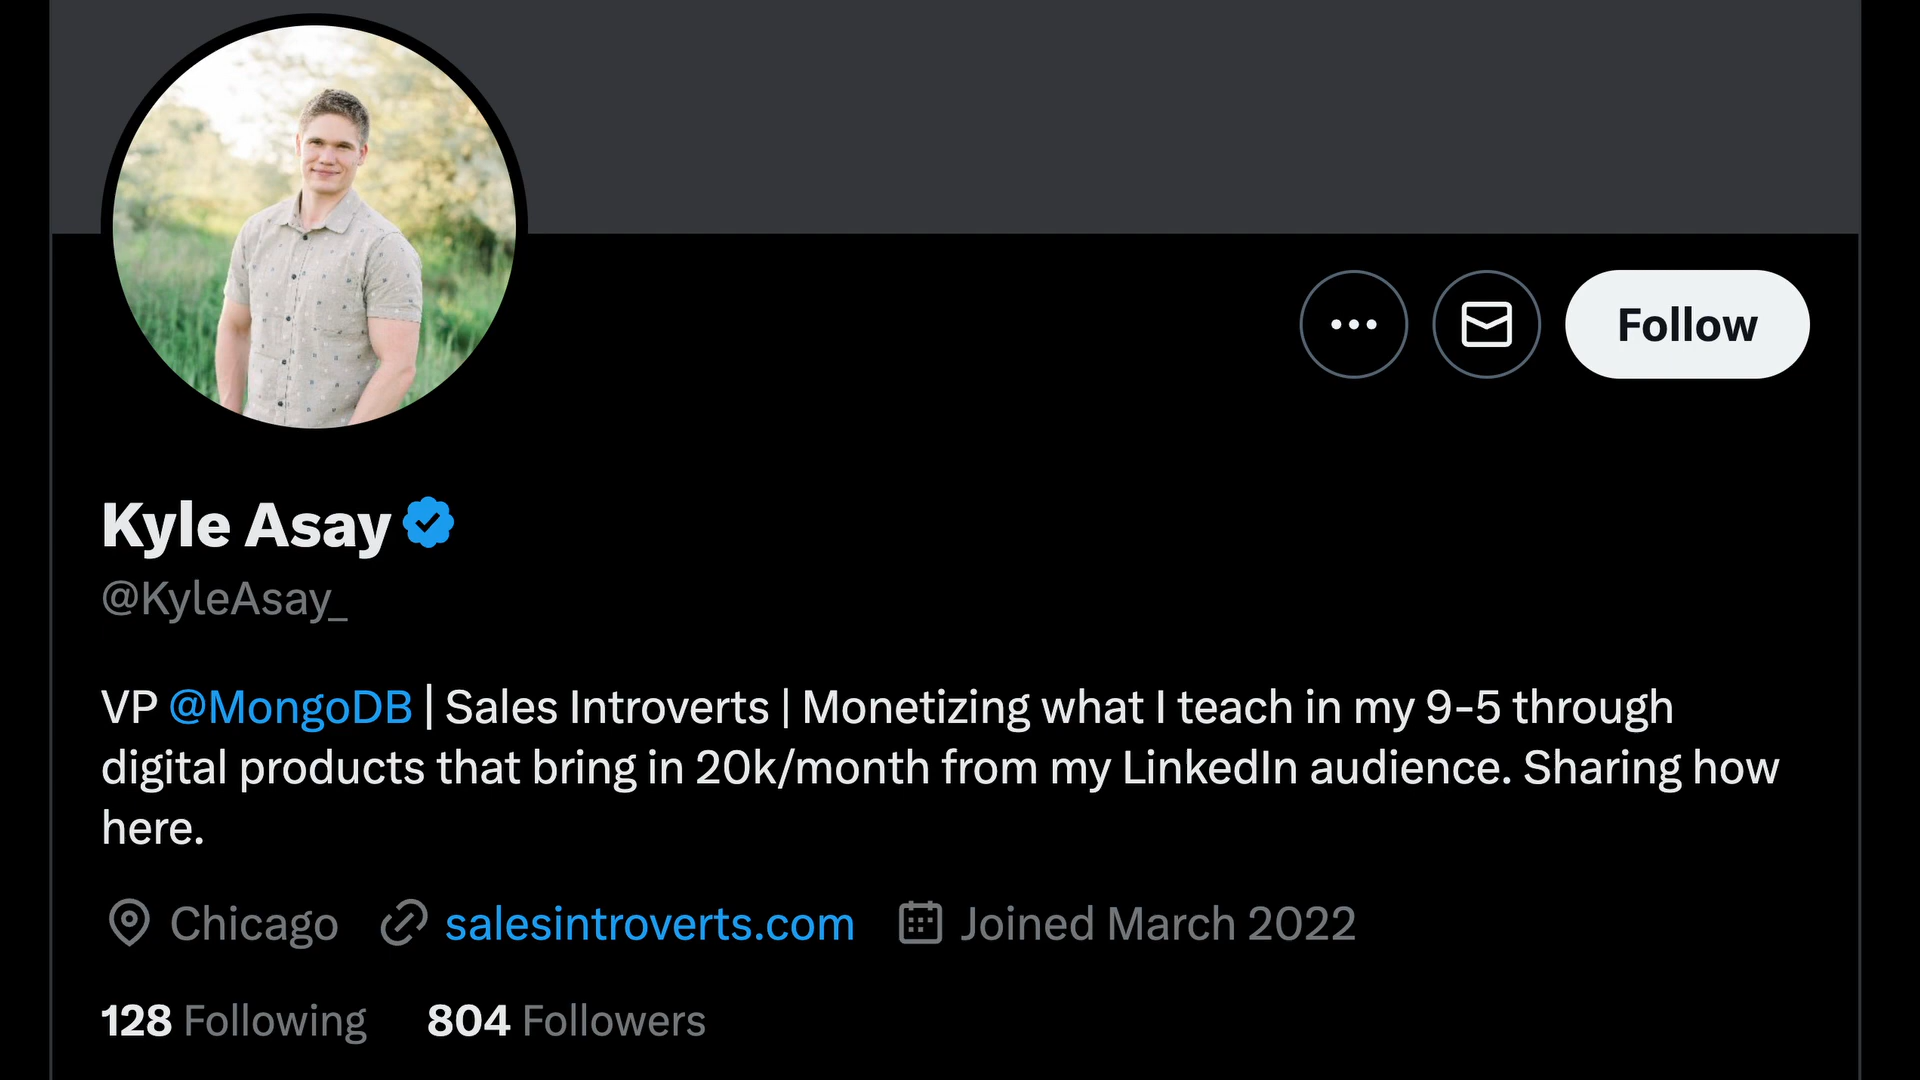 Follow
Kyle Asay
@KyleAsay_
VP @MongoDB | Sales Introverts | Monetizing what I teach in my 9-5 through
digital products that bring in 20k/month from my LinkedIn audience. Sharing how
here.
Chicago salesintroverts.com Joined March 2022
128 Following 804 Followers